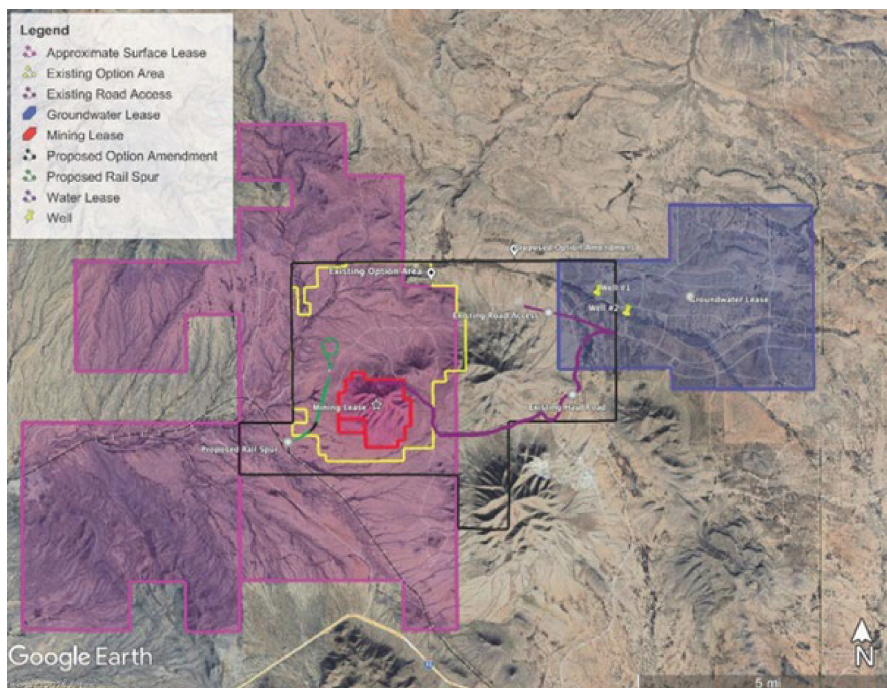 Legend
Approximate Surface Lease
Existing Option Area
Existing Road Access
Groundwater Lease
Mining Lease
Proposed Option Amendment
Proposed Rail Spur
Water Lease
Well
Proposed Option Amendment
Existing Option Area
Well #1
Groundwater Lease
Well #2
Existing Road Access
Existing Haul Road
Mining Lease
Proposed Rail Spur
Google Earth
N
5 mi